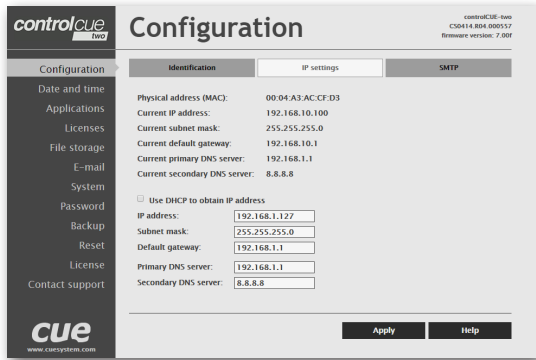 controlcue
two
Configuration
controlCUE-two
CS0414.R04.000557
firmware version: 7.00f
Configuration
Date and time
Applications
Licenses
File storage
E-mail
System
Password
Backup
Reset
License
Contact support
cue
www.cuesystem.com
Identification
IP settings
SMTP
Physical address (MAC): 00:04:A3:AC:CF:D3
Current IP address: 192.168.10.100
Current subnet mask: 255.255.255.0
Current default gateway: 192.168.10.1
Current primary DNS server: 192.168.1.1
Current secondary DNS server: 8.8.8.8
Use DHCP to obtain IP address
IP address: 192.168.1.127
Subnet mask: 255.255.255.0
Default gateway: 192.168.1.1
Primary DNS server: 192.168.1.1
Secondary DNS server: 8.8.8.8
Apply
Help